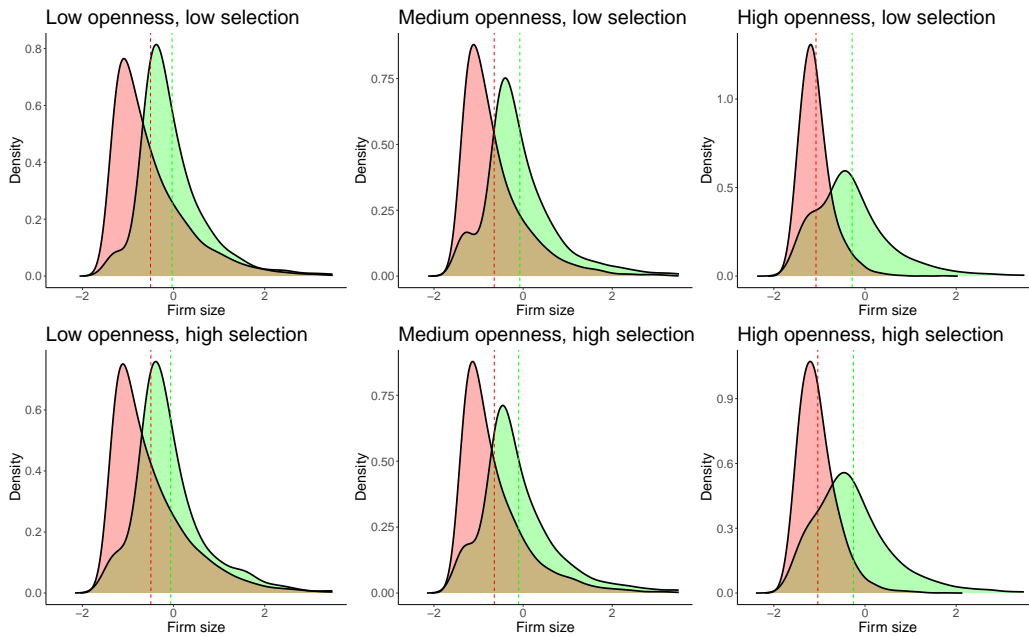 Low openness, low selection
Density
0.8
0.6
0.4
0.2
0.0
−2
0
2
Firm size
Medium openness, low selection
Density
0.75
0.50
0.25
0.00
−2
0
2
Firm size
High openness, low selection
Density
1.0
0.5
0.0
−2
0
2
Firm size
Low openness, high selection
Density
0.6
0.4
0.2
0.0
−2
0
2
Firm size
Medium openness, high selection
Density
0.75
0.50
0.25
0.00
−2
0
2
Firm size
High openness, high selection
Density
0.9
0.6
0.3
0.0
−2
0
2
Firm size